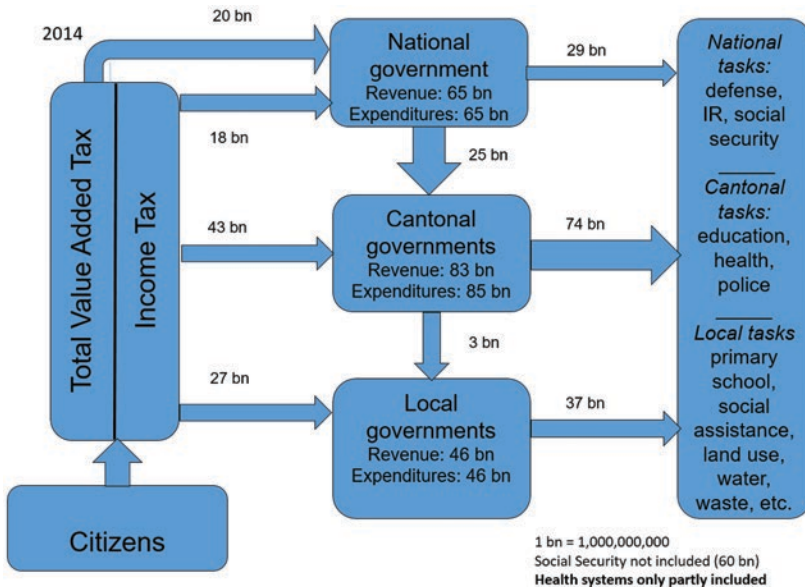 2014
20 bn
18 bn
43 bn
27 bn
Total Value Added Tax
Income Tax
Citizens
National
government
Revenue: 65 bn
Expenditures: 65 bn
25 bn
Cantonal
governments
Revenue: 83 bn
Expenditures: 85 bn
3 bn
Local
governments
Revenue: 46 bn
Expenditures: 46 bn
29 bn
74 bn
37 bn
National
tasks:
defense,
IR, social
security
Cantonal
tasks:
education,
health,
police
Local tasks
primary
school,
social
assistance,
land use,
water,
waste, etc.
1 bn = 1,000,000,000
Social Security not included (60 bn)
Health systems only partly included